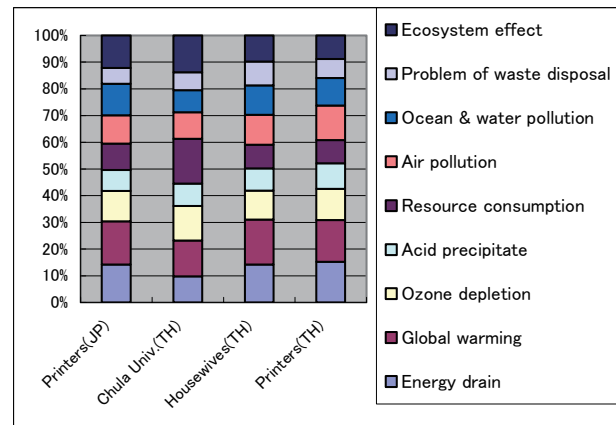 100%
90%
80%
70%
60%
50%
40%
30%
20%
10%
0%
Printers(JP)
Chula Univ.(TH)
Housewives(TH)
Printers(TH)
Ecosystem effect
Problem of waste disposal
Ocean & water pollution
Air pollution
Resource consumption
Acid precipitate
Ozone depletion
Global warming
Energy drain